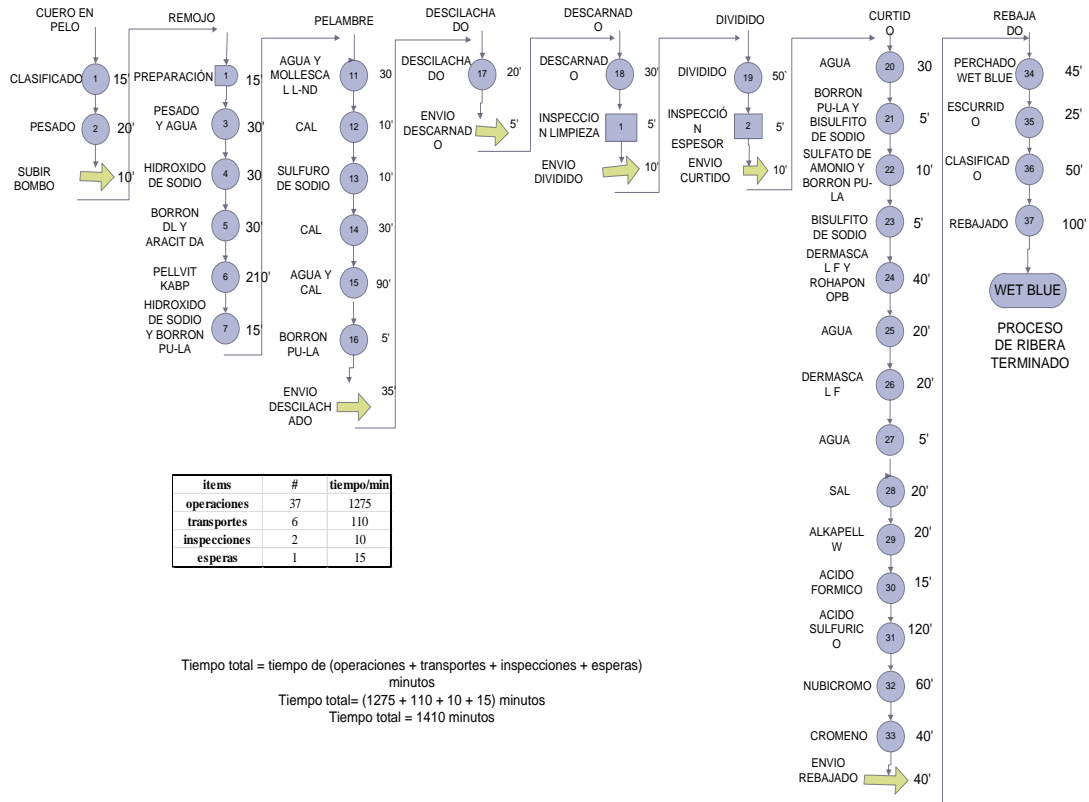 CUERO EN
PELO
CLASIFICADO
1
15'
PESADO
2
20'
SUBIR
BOMBO
10'
REMOJO
PREPARACIÓN
1
15'
PESADO
Y AGUA
3
30'
HIDROXIDO
DE SODIO
4
30
BORRON
DL Y
ARACIT DA
5
30'
PELLVIT
KABP
6
210'
HIDROXIDO
DE SODIO
Y BORRON
PU-LA
7
15'
PELAMBRE
AGUA Y
MOLLESCA
L L-ND
11
30
CAL
12
10'
SULFURO
DE SODIO
13
10'
CAL
14
30'
AGUA Y
CAL
15
90'
BORRON
PU-LA
16
5'
ENVIO
DESCILACH
ADO
35'
DESCILACHA
DO
DESCILACHA
DO
17
20'
ENVIO
DESCARNAD
O
5'
DESCARNAD
O
DESCARNAD
O
18
30'
INSPECCIO
N LIMPIEZA
1
5'
ENVIO
DIVIDIDO
10'
DIVIDIDO
DIVIDIDO
19
50`
INSPECCIÓ
N
ESPESOR
2
5'
ENVIO
CURTIDO
10'
CURTID
O
AGUA
20
30
BORRON
PU-LA Y
BISULFITO
DE SODIO
21
5'
SULFATO DE
AMONIO Y
BORRON PU-
LA
22
10'
BISULFITO
DE SODIO
23
5'
DERMASCA
L F Y
ROHAPON
OPB
24
40'
AGUA
25
20'
DERMASCA
L F
26
20'
AGUA
27
5'
SAL
28
20'
ALKAPELL
W
29
20'
ACIDO
FORMICO
30
15'
ACIDO
SULFURIC
O
31
120'
NUBICROMO
32
60'
CROMENO
33
40'
ENVIO
REBAJADO
40'
REBAJA
DO
PERCHADO
WET BLUE
34
45'
ESCURRID
O
35
25'
CLASIFICAD
O
36
50'
REBAJADO
37
100'
WET BLUE
PROCESO
DE RIBERA
TERMINADO
items # tiempo/min
operaciones 37 1275
transportes 6 110
inspecciones 2 10
esperas 1 15
Tiempo total = tiempo de (operaciones + transportes + inspecciones + esperas)
minutos
Tiempo total= (1275 + 110 + 10 + 15) minutos
Tiempo total = 1410 minutos